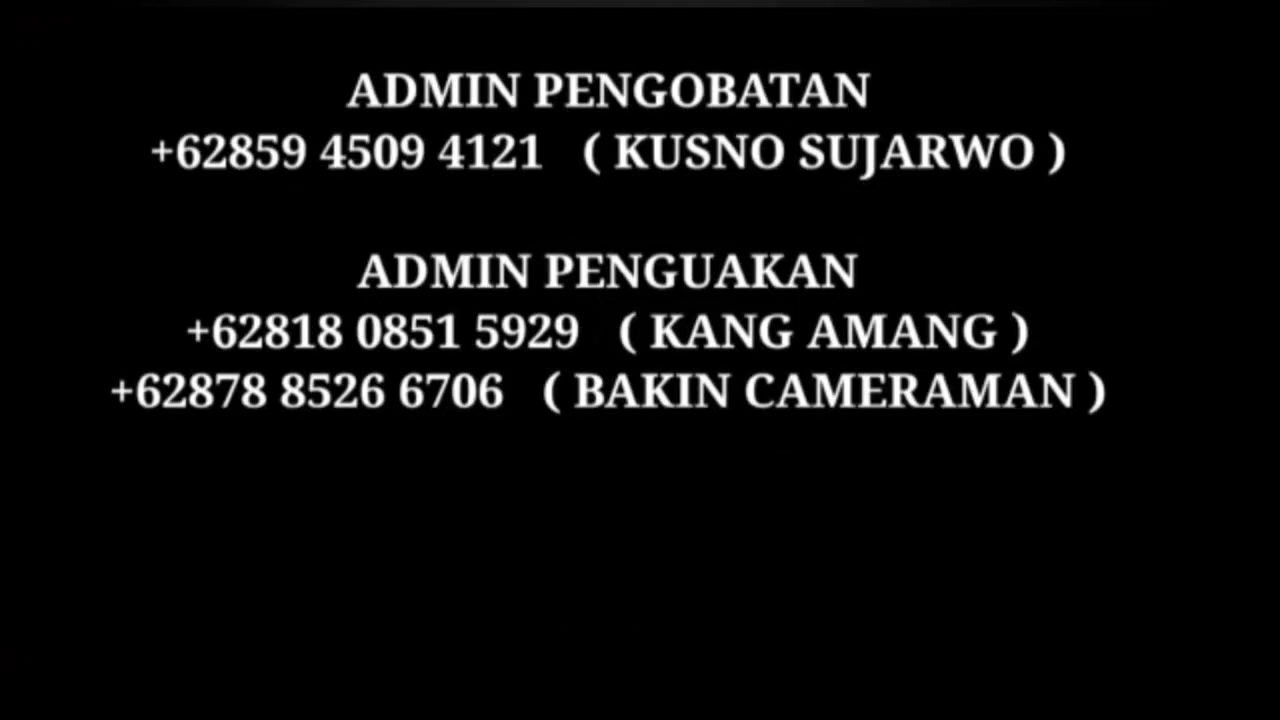 ADMIN PENGOBATAN
+62859 4509 4121 ( KUSNO SUJARWO )
ADMIN PENGUAKAN
+62818 0851 5929 ( KANG AMANG )
+62878 8526 6706 ( BAKIN CAMERAMAN )